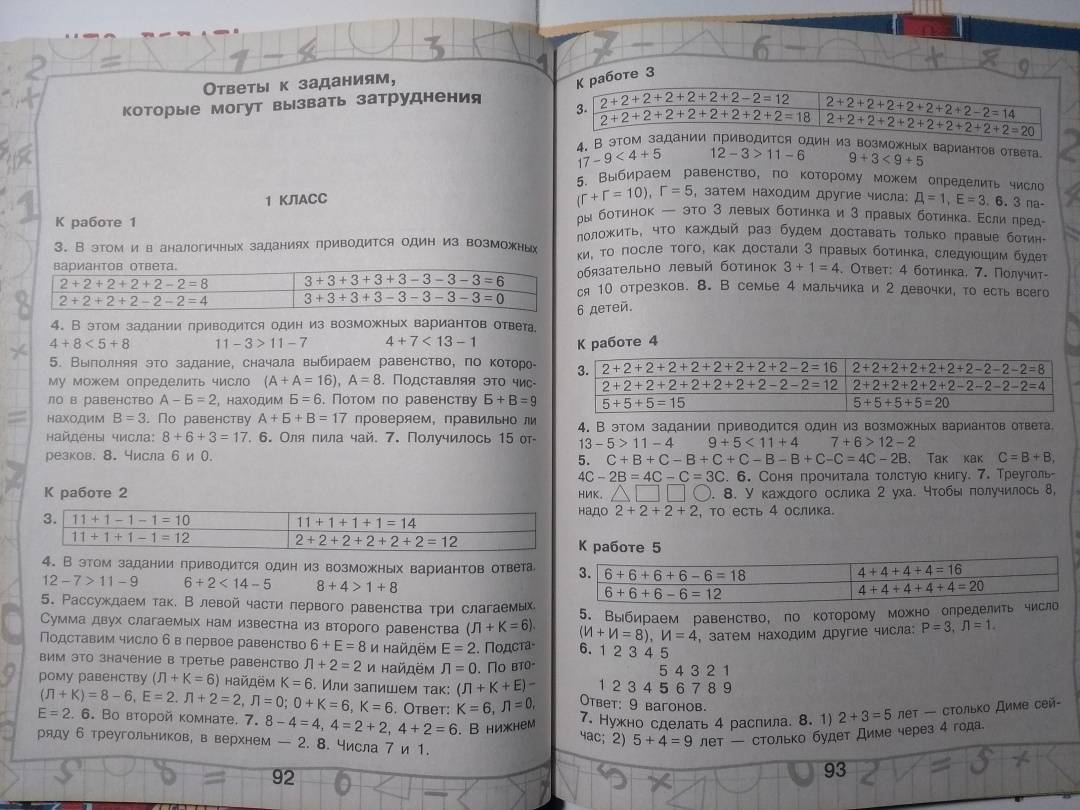 Ответы к заданиям,
которые могут вызвать затруднения
1 КЛАСС
К работе 1
3. В этом и в аналогичных заданиях приводится один из возможных
вариантов ответа.
2 + 2 + 2 + 2 + 2 – 2 = 8 3 + 3 + 3 + 3 + 3 – 3 – 3 – 3 = 6
2 + 2 + 2 + 2 – 2 – 2 = 4 3 + 3 + 3 + 3 – 3 – 3 – 3 – 3 = 0
4. В этом задании приводится один из возможных вариантов ответа.
4 + 8 < 5 + 8 11 – 3 > 11 – 7 4 + 7 < 13 – 1
5. Выполняя это задание, сначала выбираем равенство, по которо-
му можем определить число (А + А = 16), А = 8. Подставляя это чис-
ло в равенство А – Б = 2, находим Б = 6. Потом по равенству Б + В = 9
находим В = 3. По равенству А + Б + В = 17 проверяем, правильно ли
найдены числа: 8 + 6 + 3 = 17. 6. Оля пила чай. 7. Получилось 15 от-
резков. 8. Числа 6 и 0.
К работе 2
3. 11 + 1 – 1 – 1 = 10 11 + 1 + 1 + 1 = 14
11 + 1 + 1 – 1 = 12 2 + 2 + 2 + 2 + 2 + 2 = 12
4. В этом задании приводится один из возможных вариантов ответа.
12 – 7 > 11 – 9 6 + 2 < 14 – 5 8 + 4 > 1 + 8
5. Рассуждаем так. В левой части первого равенства три слагаемых.
Сумма двух слагаемых нам известна из второго равенства (Л + К = 6).
Подставим число 6 в первое равенство 6 + Е = 8 и найдём Е = 2. Подста-
вим это значение в третье равенство Л + 2 = 2 и найдём Л = 0. По вто-
рому равенству (Л + К = 6) найдём К = 6. Или запишем так: (Л + К + Е) –
(Л + К) = 8 – 6, Е = 2. Л + 2 = 2, Л = 0; 0 + К = 6, К = 6. Ответ: К = 6, Л = 0,
Е = 2. 6. Во второй комнате. 7. 8 – 4 = 4, 4 = 2 + 2, 4 + 2 = 6. В нижнем
ряду 6 треугольников, в верхнем — 2. 8. Числа 7 и 1.
92
К работе 3
3. 2 + 2 + 2 + 2 + 2 + 2 + 2 – 2 = 12 2 + 2 + 2 + 2 + 2 + 2 + 2 + 2 – 2 = 14
2 + 2 + 2 + 2 + 2 + 2 + 2 + 2 + 2 = 18 2 + 2 + 2 + 2 + 2 + 2 + 2 + 2 + 2 + 2 = 20
4. В этом задании приводится один из возможных вариантов ответа.
17 – 9 < 4 + 5 12 – 3 > 11 – 6 9 + 3 < 9 + 5
5. Выбираем равенство, по которому можем определить число
(Г + Г = 10), Г = 5, затем находим другие числа: Д = 1, Е = 3. 6. 3 па-
ры ботинок — это 3 левых ботинка и 3 правых ботинка. Если пред-
положить, что каждый раз будем доставать только правые ботин-
ки, то после того, как достали 3 правых ботинка, следующим будет
обязательно левый ботинок 3 + 1 = 4. Ответ: 4 ботинка. 7. Получит-
ся 10 отрезков. 8. В семье 4 мальчика и 2 девочки, то есть всего
6 детей.
К работе 4
3. 2 + 2 + 2 + 2 + 2 + 2 + 2 + 2 + 2 – 2 = 16 2 + 2 + 2 + 2 + 2 + 2 – 2 – 2 – 2 = 8
2 + 2 + 2 + 2 + 2 + 2 + 2 + 2 – 2 – 2 = 12 2 + 2 + 2 + 2 + 2 – 2 – 2 – 2 – 2 = 4
5 + 5 + 5 = 15 5 + 5 + 5 + 5 = 20
4. В этом задании приводится один из возможных вариантов ответа.
13 – 5 > 11 – 4 9 + 5 < 11 + 4 7 + 6 > 12 – 2
5. С + В + С – В + С + С – В – В + С–С = 4С – 2В. Так как С = В + В,
4С – 2В = 4С – С = 3С. 6. Соня прочитала толстую книгу. 7. Треуголь-
ник. 8. У каждого ослика 2 уха. Чтобы получилось 8,
надо 2 + 2 + 2 + 2, то есть 4 ослика.
К работе 5
3. 6 + 6 + 6 + 6 – 6 = 18 4 + 4 + 4 + 4 = 16
6 + 6 + 6 – 6 = 12 4 + 4 + 4 + 4 + 4 = 20
5. Выбираем равенство, по которому можно определить число
(И + И = 8), И = 4, затем находим другие числа: Р = 3, Л = 1.
6. 1 2 3 4 5
5 4 3 2 1
1 2 3 4 5 6 7 8 9
Ответ: 9 вагонов.
7. Нужно сделать 4 распила. 8. 1) 2 + 3 = 5 лет — столько Диме сей-
час; 2) 5 + 4 = 9 лет — столько будет Диме через 4 года.
93